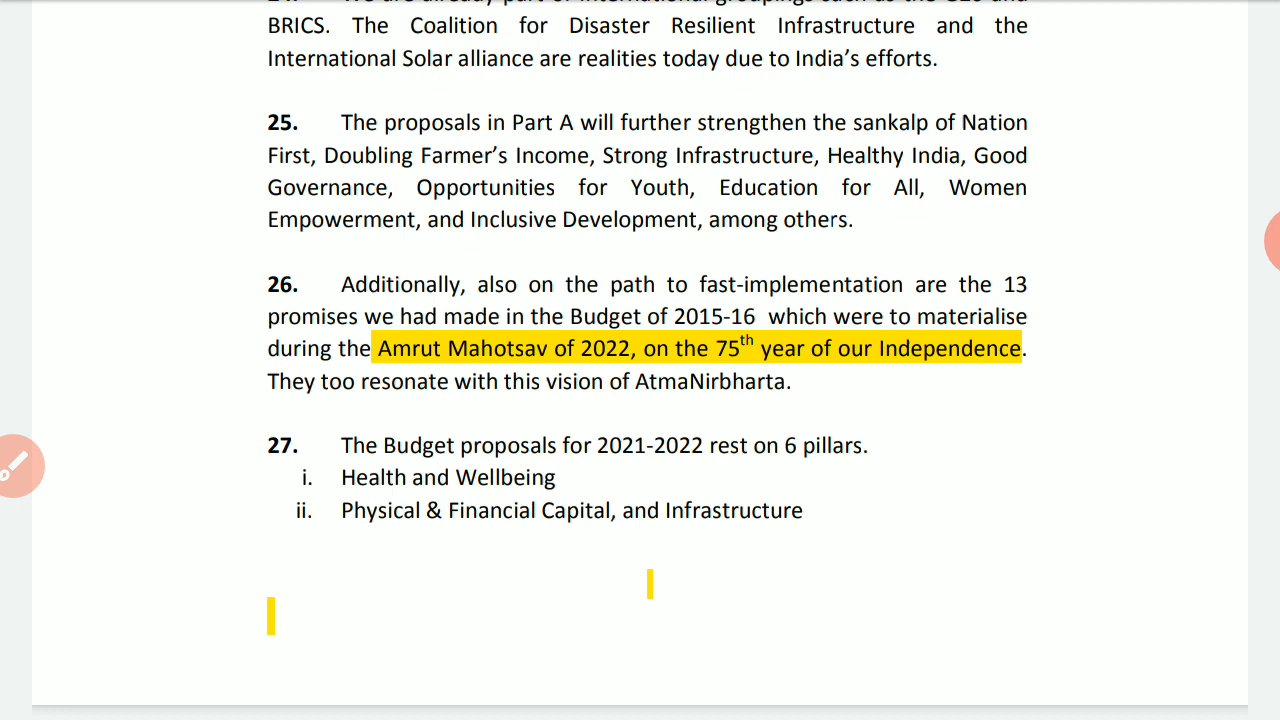 BRICS. The Coalition for Disaster Resilient Infrastructure and the
International Solar alliance are realities today due to India’s efforts.
25. The proposals in Part A will further strengthen the sankalp of Nation
First, Doubling Farmer’s Income, Strong Infrastructure, Healthy India, Good
Governance, Opportunities for Youth, Education for All, Women
Empowerment, and Inclusive Development, among others.
26. Additionally, also on the path to fast-implementation are the 13
promises we had made in the Budget of 2015-16 which were to materialise
during the Amrut Mahotsav of 2022, on the 75th year of our Independence.
They too resonate with this vision of AtmaNirbharta.
27. The Budget proposals for 2021-2022 rest on 6 pillars.
i. Health and Wellbeing
ii. Physical & Financial Capital, and Infrastructure